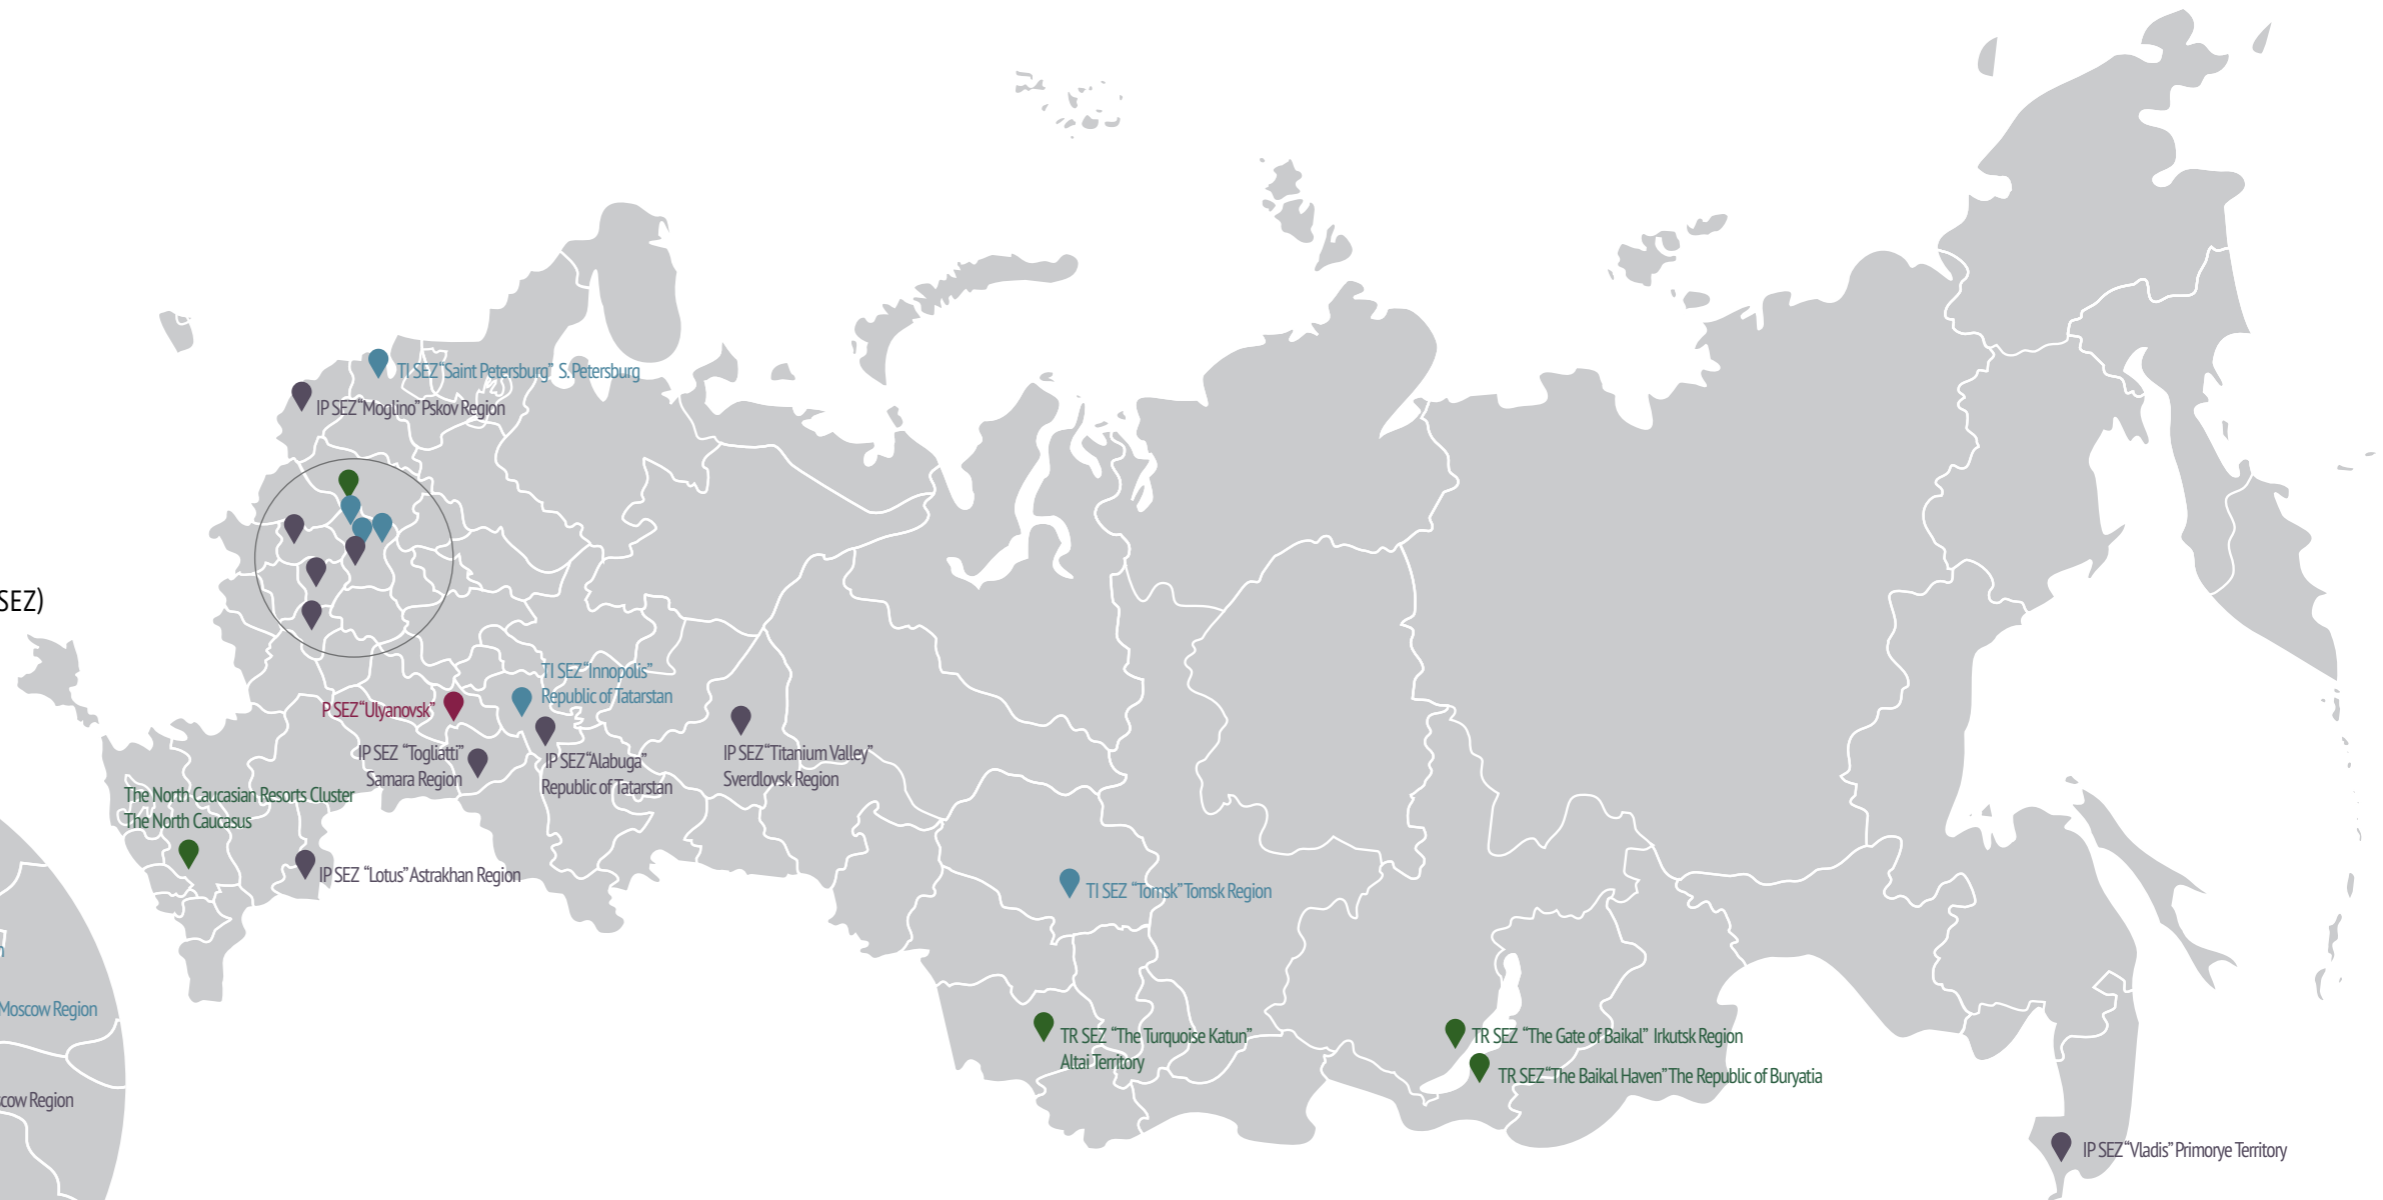 TI SEZ “Saint Petersburg” S. Petersburg
IP SEZ “Moglino” Pskov Region
SEZ)
TI SEZ “Innopolis”
Republic of Tatarstan
P SEZ “Ulyanovsk”
IP SEZ “Togliatti”
Samara Region
IP SEZ “Alabuga”
Republic of Tatarstan
IP SEZ “Titanium Valley”
Sverdlovsk Region
The North Caucasian Resorts Cluster
The North Caucasus
IP SEZ “Lotus” Astrakhan Region
TI SEZ “Tomsk” Tomsk Region
Moscow Region
TR SEZ “The Turquoise Katun”
Altai Territory
TR SEZ “The Gate of Baikal” Irkutsk Region
TR SEZ “The Baikal Haven” The Republic of Buryatia
cow Region
IP SEZ “Vladis” Primorye Territory